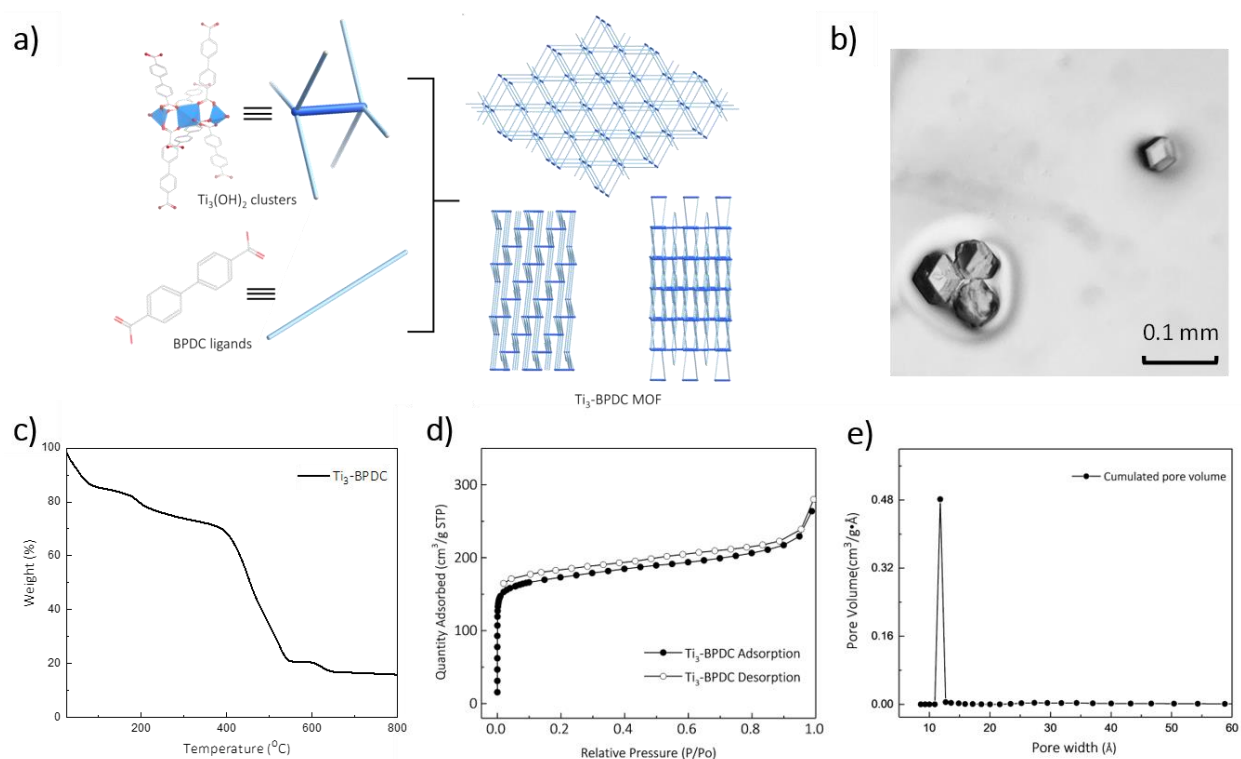 a)
Ti₃(OH)₂ clusters
BPDC ligands
Ti₃-BPDC MOF
b)
0.1 mm
c)
100
80
60
40
20
0
Weight (%)
200
400
600
800
Temperature (⁰C)
Ti₃-BPDC
d)
300
200
100
0
Quantity Adsorbed (cm³/g STP)
0.0
0.2
0.4
0.6
0.8
1.0
Relative Pressure (P/Po)
Ti₃-BPDC Adsorption
Ti₃-BPDC Desorption
e)
0.48
0.32
0.16
0.00
Pore Volume(cm³/g•Å)
10
20
30
40
50
60
Pore width (Å)
Cumulated pore volume